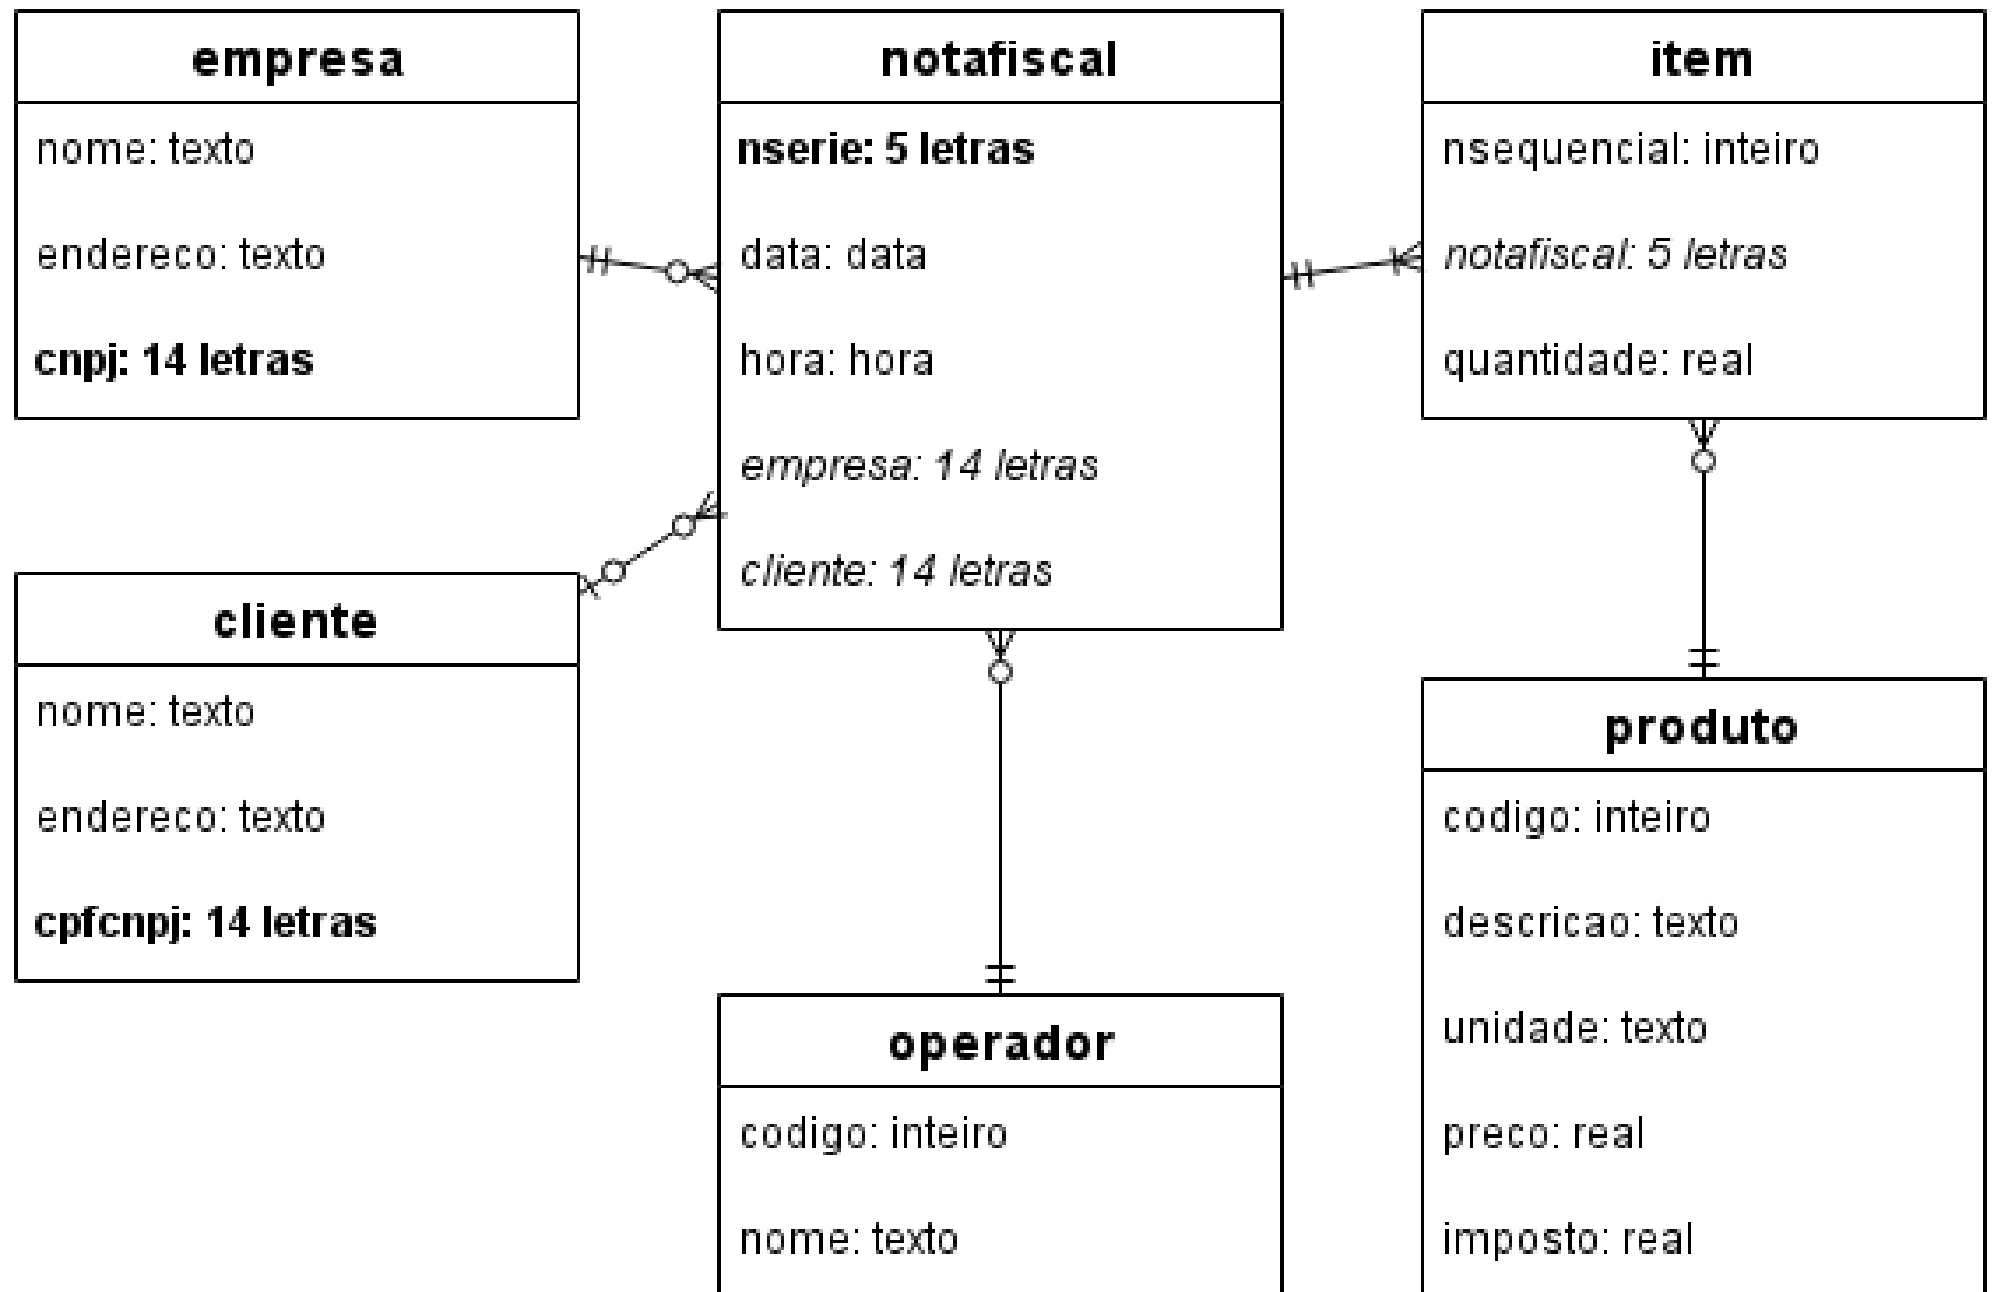 empresa
nome: texto
endereco: texto
cnpj: 14 letras
notafiscal
nserie: 5 letras
data: data
hora: hora
empresa: 14 letras
cliente: 14 letras
item
nsequencial: inteiro
notafiscal: 5 letras
quantidade: real
cliente
nome: texto
endereco: texto
cpfcnpj: 14 letras
operador
codigo: inteiro
nome: texto
produto
codigo: inteiro
descricao: texto
unidade: texto
preco: real
imposto: real